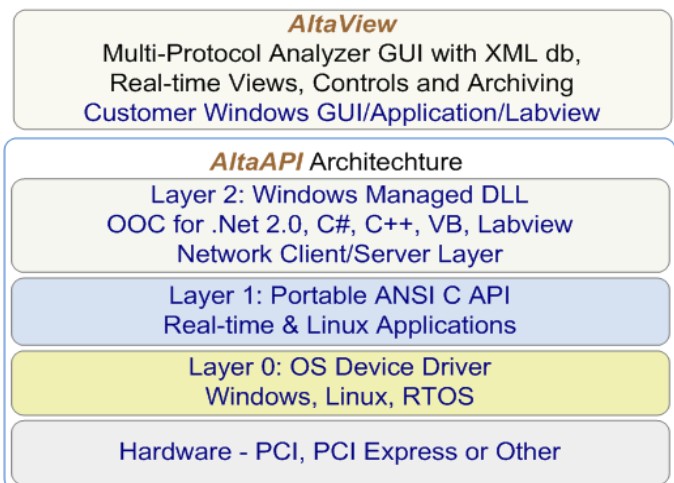 AltaView
Multi-Protocol Analyzer GUI with XML db,
Real-time Views, Controls and Archiving
Customer Windows GUI/Application/Labview
AltaAPI Architechture
Layer 2: Windows Managed DLL
OOC for .Net 2.0, C#, C++, VB, Labview
Network Client/Server Layer
Layer 1: Portable ANSI C API
Real-time & Linux Applications
Layer 0: OS Device Driver
Windows, Linux, RTOS
Hardware - PCI, PCI Express or Other